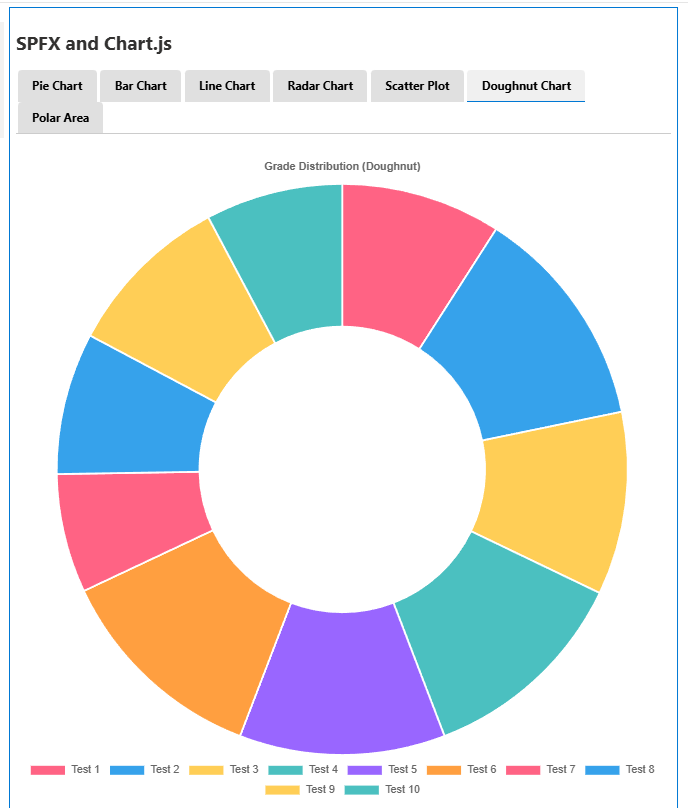 SPFX and Chart.js
Pie Chart Bar Chart Line Chart Radar Chart Scatter Plot Doughnut Chart
Polar Area
Grade Distribution (Doughnut)
Test 1 Test 2 Test 3 Test 4 Test 5 Test 6 Test 7 Test 8
Test 9 Test 10